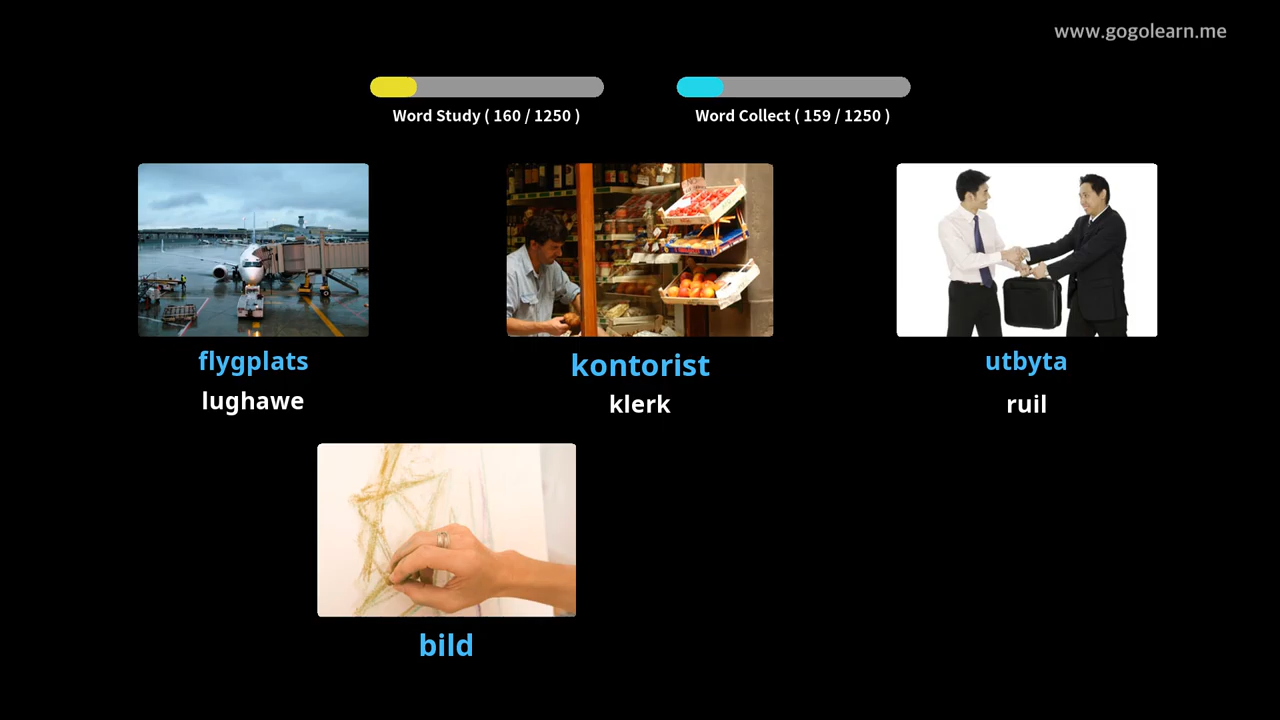 www.gogolearn.me
Word Study ( 160 / 1250 )
Word Collect ( 159 / 1250 )
flygplats
lughawe
kontorist
klerk
utbyta
ruil
bild